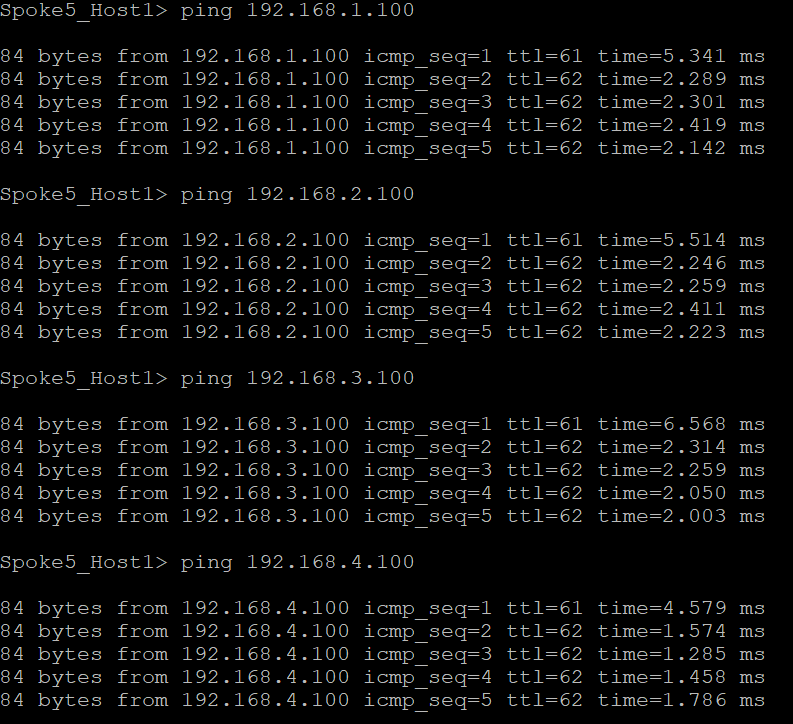 Spoke5_Host1> ping 192.168.1.100
84 bytes from 192.168.1.100 icmp_seq=1 ttl=61 time=5.341 ms
84 bytes from 192.168.1.100 icmp_seq=2 ttl=62 time=2.289 ms
84 bytes from 192.168.1.100 icmp_seq=3 ttl=62 time=2.301 ms
84 bytes from 192.168.1.100 icmp_seq=4 ttl=62 time=2.419 ms
84 bytes from 192.168.1.100 icmp_seq=5 ttl=62 time=2.142 ms
Spoke5_Host1> ping 192.168.2.100
84 bytes from 192.168.2.100 icmp_seq=1 ttl=61 time=5.514 ms
84 bytes from 192.168.2.100 icmp_seq=2 ttl=62 time=2.246 ms
84 bytes from 192.168.2.100 icmp_seq=3 ttl=62 time=2.259 ms
84 bytes from 192.168.2.100 icmp_seq=4 ttl=62 time=2.411 ms
84 bytes from 192.168.2.100 icmp_seq=5 ttl=62 time=2.223 ms
Spoke5_Host1> ping 192.168.3.100
84 bytes from 192.168.3.100 icmp_seq=1 ttl=61 time=6.568 ms
84 bytes from 192.168.3.100 icmp_seq=2 ttl=62 time=2.314 ms
84 bytes from 192.168.3.100 icmp_seq=3 ttl=62 time=2.259 ms
84 bytes from 192.168.3.100 icmp_seq=4 ttl=62 time=2.050 ms
84 bytes from 192.168.3.100 icmp_seq=5 ttl=62 time=2.003 ms
Spoke5_Host1> ping 192.168.4.100
84 bytes from 192.168.4.100 icmp_seq=1 ttl=61 time=4.579 ms
84 bytes from 192.168.4.100 icmp_seq=2 ttl=62 time=1.574 ms
84 bytes from 192.168.4.100 icmp_seq=3 ttl=62 time=1.285 ms
84 bytes from 192.168.4.100 icmp_seq=4 ttl=62 time=1.458 ms
84 bytes from 192.168.4.100 icmp_seq=5 ttl=62 time=1.786 ms